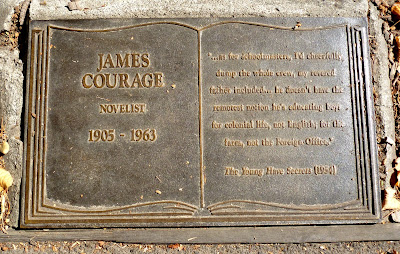 JAMES
COURAGE
NOVELIST
1905 - 1963
"...as for schoolmasters, I'd cheerfully
dump the whole crew, my revered
father included... he doesn't have the
remotest notion he's educating boys
for colonial life, not English, for the
farm, not the Foreign Office."
The Young Have Secrets (1954)